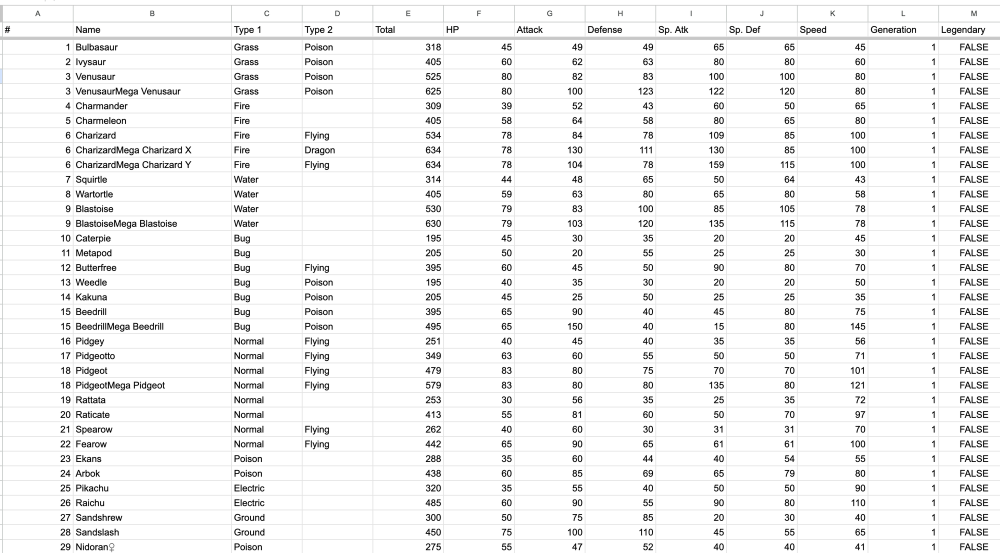 A B C D E F G H I J K L M
# Name Type 1 Type 2 Total HP Attack Defense Sp. Atk Sp. Def Speed Generation Legendary
1 Bulbasaur Grass Poison 318 45 49 49 65 65 45 1 FALSE
2 Ivysaur Grass Poison 405 60 62 63 80 80 60 1 FALSE
3 Venusaur Grass Poison 525 80 82 83 100 100 80 1 FALSE
3 VenusaurMega Venusaur Grass Poison 625 80 100 123 122 120 80 1 FALSE
4 Charmander Fire 309 39 52 43 60 50 65 1 FALSE
5 Charmeleon Fire 405 58 64 58 80 65 80 1 FALSE
6 Charizard Fire Flying 534 78 84 78 109 85 100 1 FALSE
6 CharizardMega Charizard X Fire Dragon 634 78 130 111 130 85 100 1 FALSE
6 CharizardMega Charizard Y Fire Flying 634 78 104 78 159 115 100 1 FALSE
7 Squirtle Water 314 44 48 65 50 64 43 1 FALSE
8 Wartortle Water 405 59 63 80 65 80 58 1 FALSE
9 Blastoise Water 530 79 83 100 85 105 78 1 FALSE
9 BlastoiseMega Blastoise Water 630 79 103 120 135 115 78 1 FALSE
10 Caterpie Bug 195 45 30 35 20 20 45 1 FALSE
11 Metapod Bug 205 50 20 55 25 25 30 1 FALSE
12 Butterfree Bug Flying 395 60 45 50 90 80 70 1 FALSE
13 Weedle Bug Poison 195 40 35 30 20 20 50 1 FALSE
14 Kakuna Bug Poison 205 45 25 50 25 25 35 1 FALSE
15 Beedrill Bug Poison 395 65 90 40 45 80 75 1 FALSE
15 BeedrillMega Beedrill Bug Poison 495 65 150 40 15 80 145 1 FALSE
16 Pidgey Normal Flying 251 40 45 40 35 35 56 1 FALSE
17 Pidgeotto Normal Flying 349 63 60 55 50 50 71 1 FALSE
18 Pidgeot Normal Flying 479 83 80 75 70 70 101 1 FALSE
18 PidgeotMega Pidgeot Normal Flying 579 83 80 80 135 80 121 1 FALSE
19 Rattata Normal 253 30 56 35 25 35 72 1 FALSE
20 Raticate Normal 413 55 81 60 50 70 97 1 FALSE
21 Spearow Normal Flying 262 40 60 30 31 31 70 1 FALSE
22 Fearow Normal Flying 442 65 90 65 61 61 100 1 FALSE
23 Ekans Poison 288 35 60 44 40 54 55 1 FALSE
24 Arbok Poison 438 60 85 69 65 79 80 1 FALSE
25 Pikachu Electric 320 35 55 40 50 50 90 1 FALSE
26 Raichu Electric 485 60 90 55 90 80 110 1 FALSE
27 Sandshrew Ground 300 50 75 85 20 30 40 1 FALSE
28 Sandslash Ground 450 75 100 110 45 55 65 1 FALSE
29 Nidoran♀ Poison 275 55 47 52 40 40 41 1 FALSE